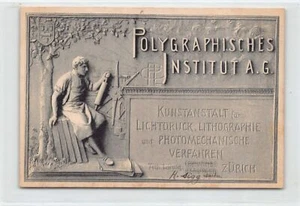 POLYGRAPHISCHES
INSTITUT A.G.
KUNSTANSTALT für
LICHTDRUCK, LITHOGRAPHIE
und PHOTOMECHANISCHE
VERFAHREN
ZÜRICH